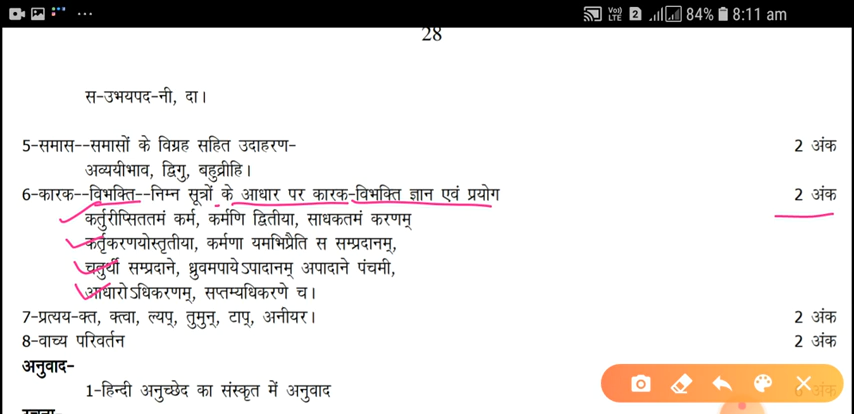 Vo)) LTE 2 84% 8:11 am
28
स-उभयपद-नी, दा।
5-समास--समासों के विग्रह सहित उदाहरण- 2 अंक
अव्ययीभाव, द्विगु, बहुव्रीहि।
6-कारक--विभक्ति--निम्न सूत्रों के आधार पर कारक-विभक्ति ज्ञान एवं प्रयोग 2 अंक
कर्तुरीप्सिततमं कर्म, कर्मणि द्वितीया, साधकतमं करणम्
कर्तृकरणयोस्तृतीया, कर्मणा यमभिप्रैति स सम्प्रदानम्,
चतुर्थी सम्प्रदाने, ध्रुवमपायेऽपादानम् अपादाने पंचमी,
आधारोऽधिकरणम्, सप्तम्यधिकरणे च।
7-प्रत्यय-क्त, क्त्वा, ल्यप्, तुमुन्, टाप्, अनीयर। 2 अंक
8-वाच्य परिवर्तन 2 अंक
अनुवाद-
1-हिन्दी अनुच्छेद का संस्कृत में अनुवाद